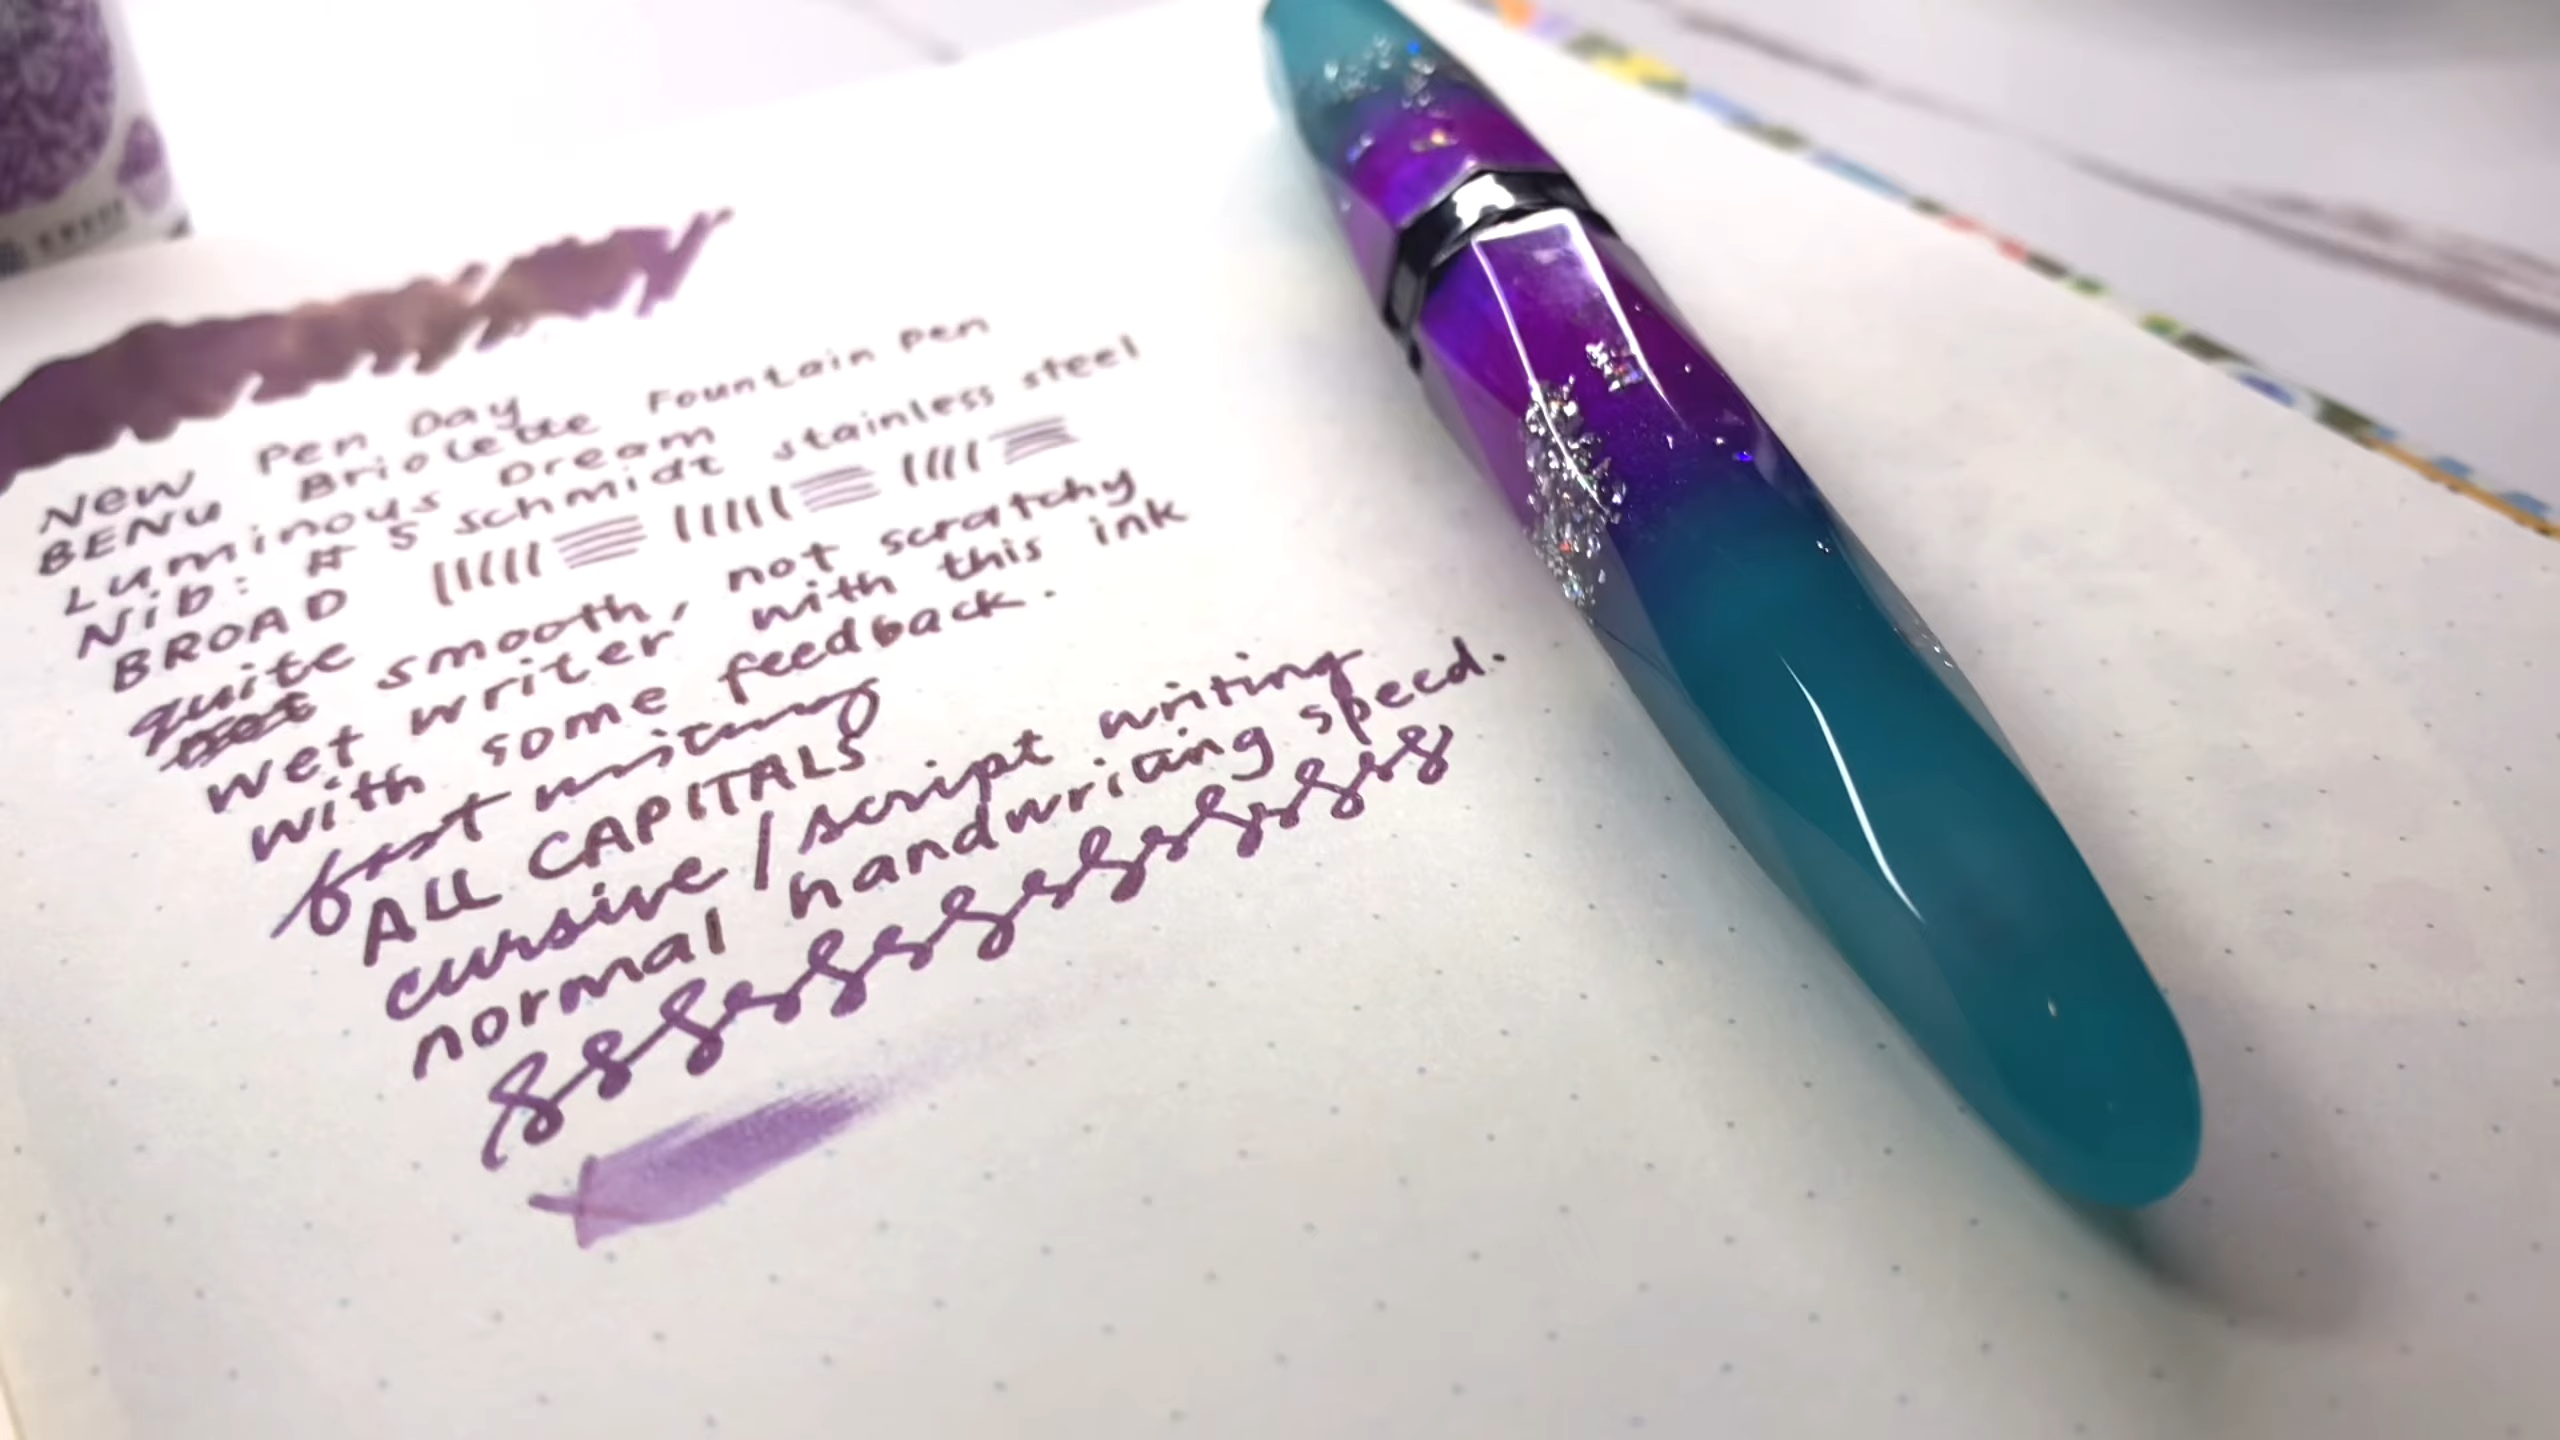 New Pen Day
BENU Briolette Fountain pen
Luminous Dream
Nib: # 5 schmidt stainless steel
BROAD
quite smooth, not scratchy
wet writer with this ink
with some feedback.
fast writing
ALL CAPITALS
cursive/script writing
normal handwriting speed.